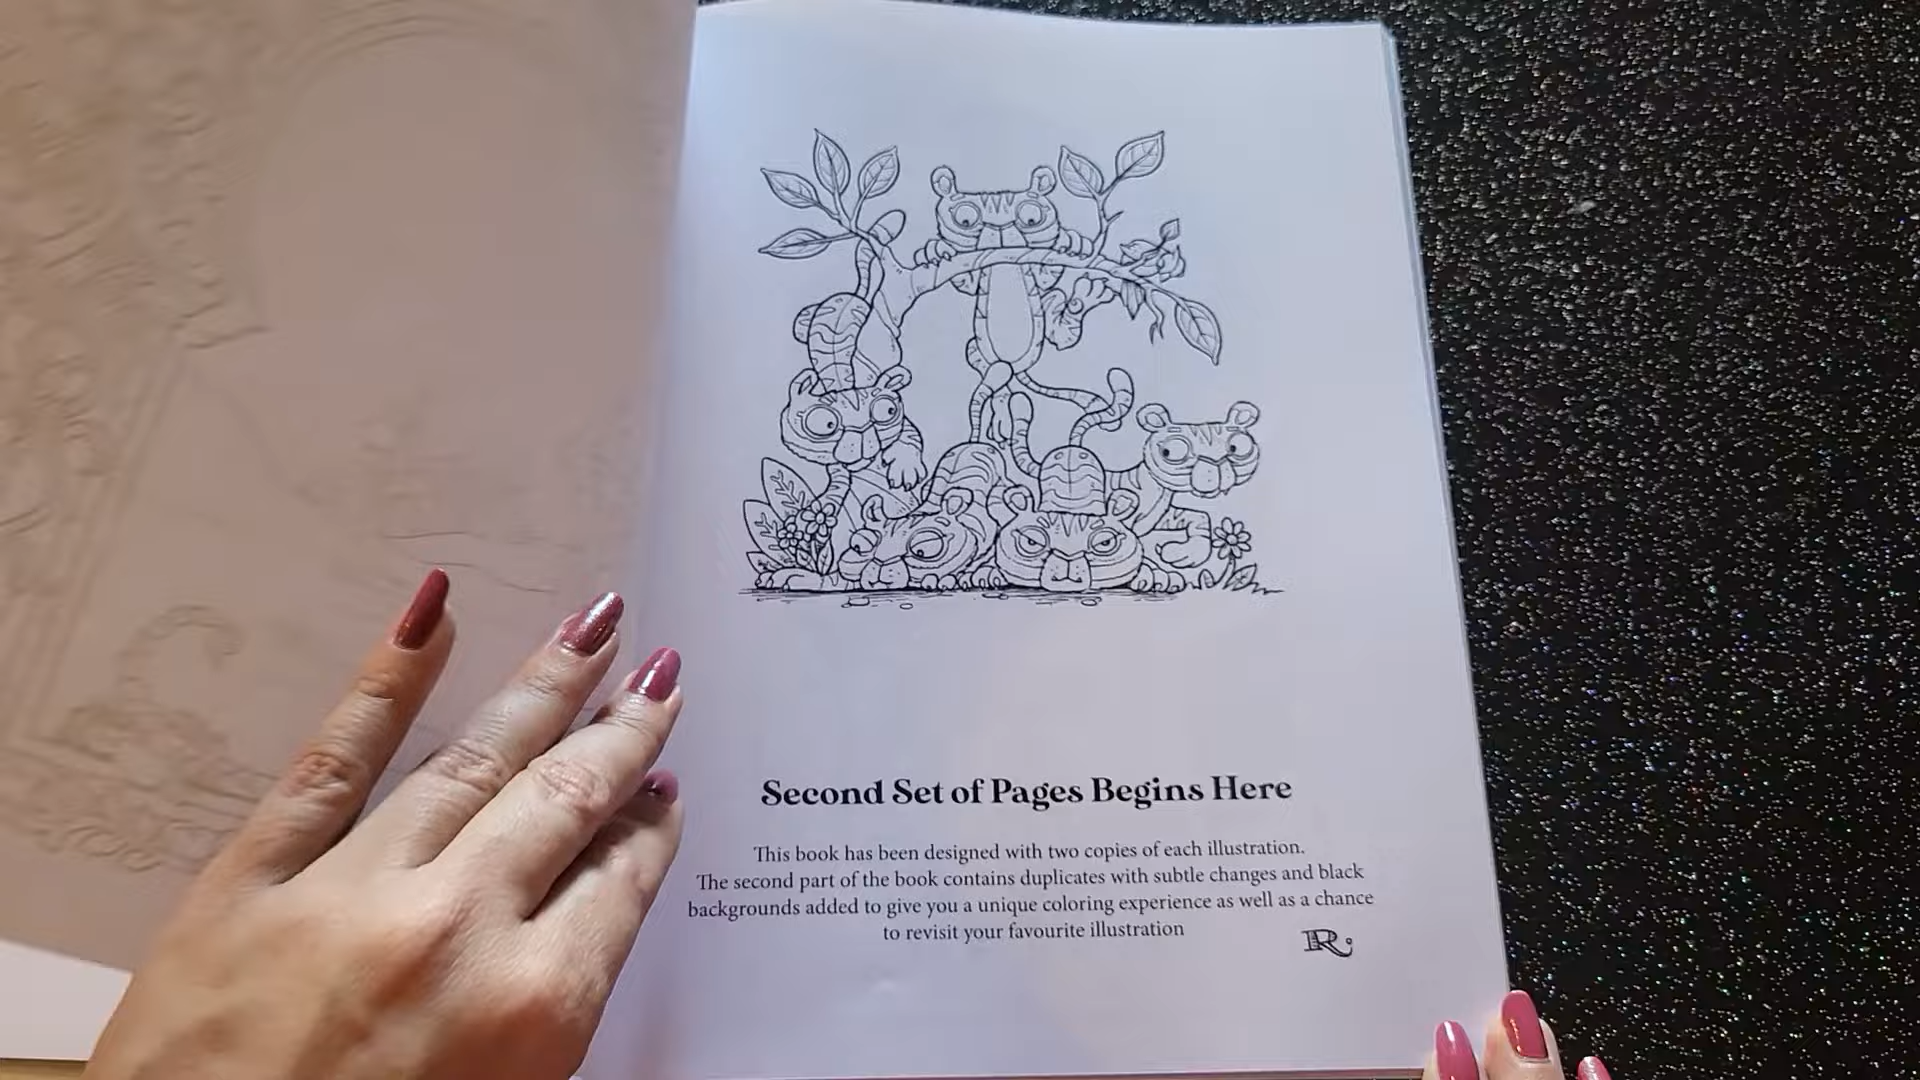 Second Set of Pages Begins Here
This book has been designed with two copies of each illustration.
The second part of the book contains duplicates with subtle changes and black
backgrounds added to give you a unique coloring experience as well as a chance
to revisit your favourite illustration
R.